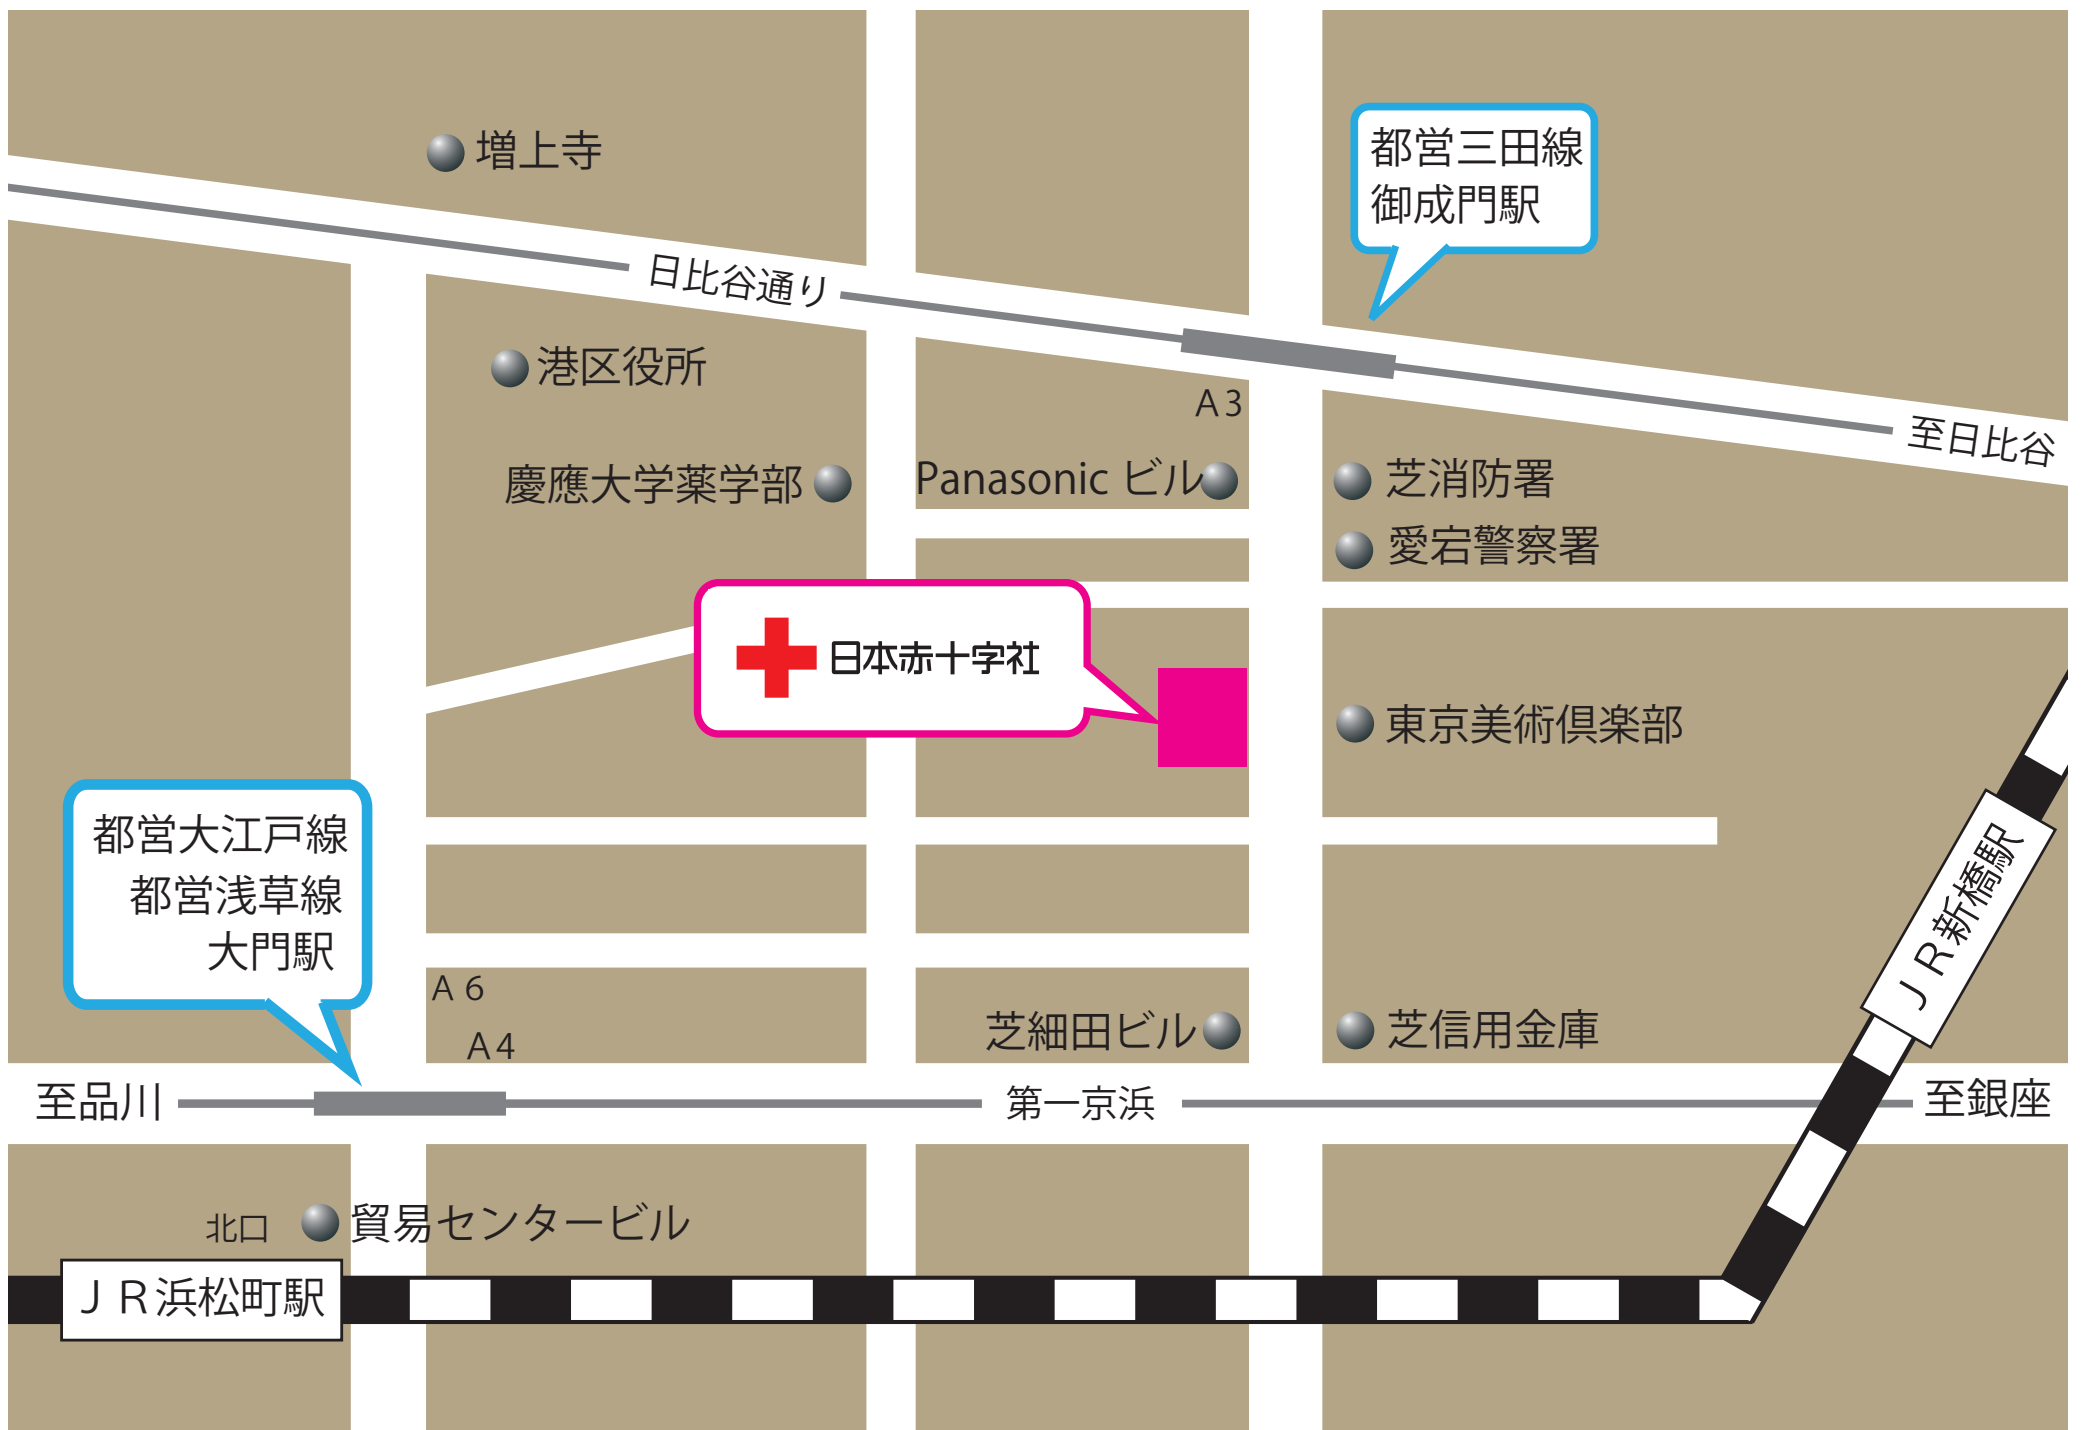 増上寺
都営三田線
御成門駅
日比谷通り
港区役所
A3
至日比谷
慶應大学薬学部
Panasonic ビル
芝消防署
愛宕警察署
日本赤十字社
東京美術倶楽部
都営大江戸線
都営浅草線
大門駅
JR新橋駅
A 6
A4
芝細田ビル
芝信用金庫
至品川
第一京浜
至銀座
北口
貿易センタービル
JR浜松町駅